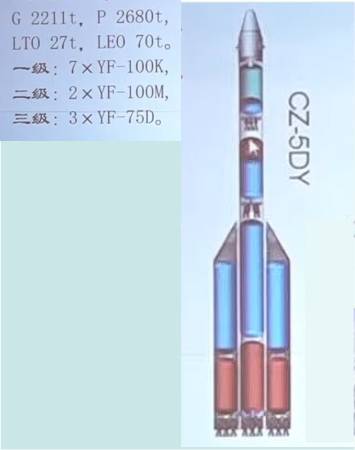 G 2211t, P 2680t,
LTO 27t, LEO 70t。
一级: 7×YF-100K,
二级: 2×YF-100M,
三级: 3×YF-75D。
CZ-5DY